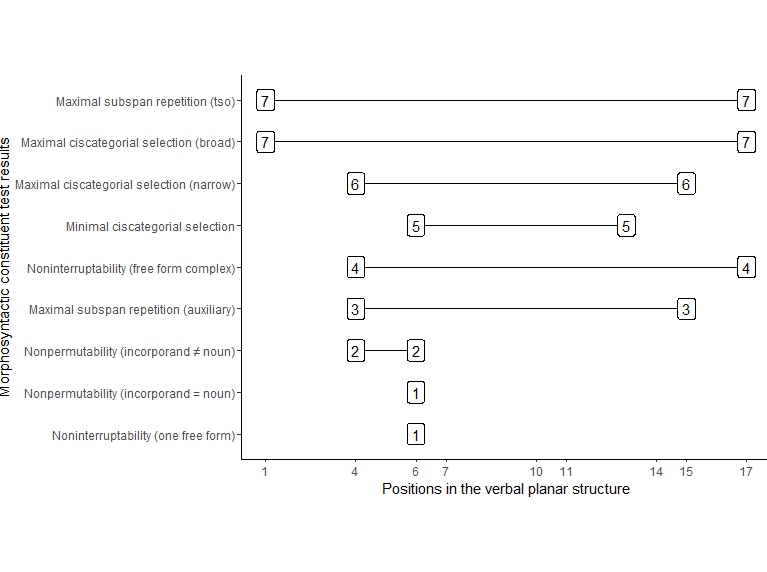 Morphosyntactic constituent test results
Maximal subspan repetition (tso) 7 7
Maximal ciscategorial selection (broad) 7 7
Maximal ciscategorial selection (narrow) 6 6
Minimal ciscategorial selection 5 5
Noninterruptability (free form complex) 4 4
Maximal subspan repetition (auxiliary) 3 3
Nonpermutability (incorporand ≠ noun) 2 2
Nonpermutability (incorporand = noun) 1
Noninterruptability (one free form) 1
1 4 6 7 10 11 14 15 17
Positions in the verbal planar structure